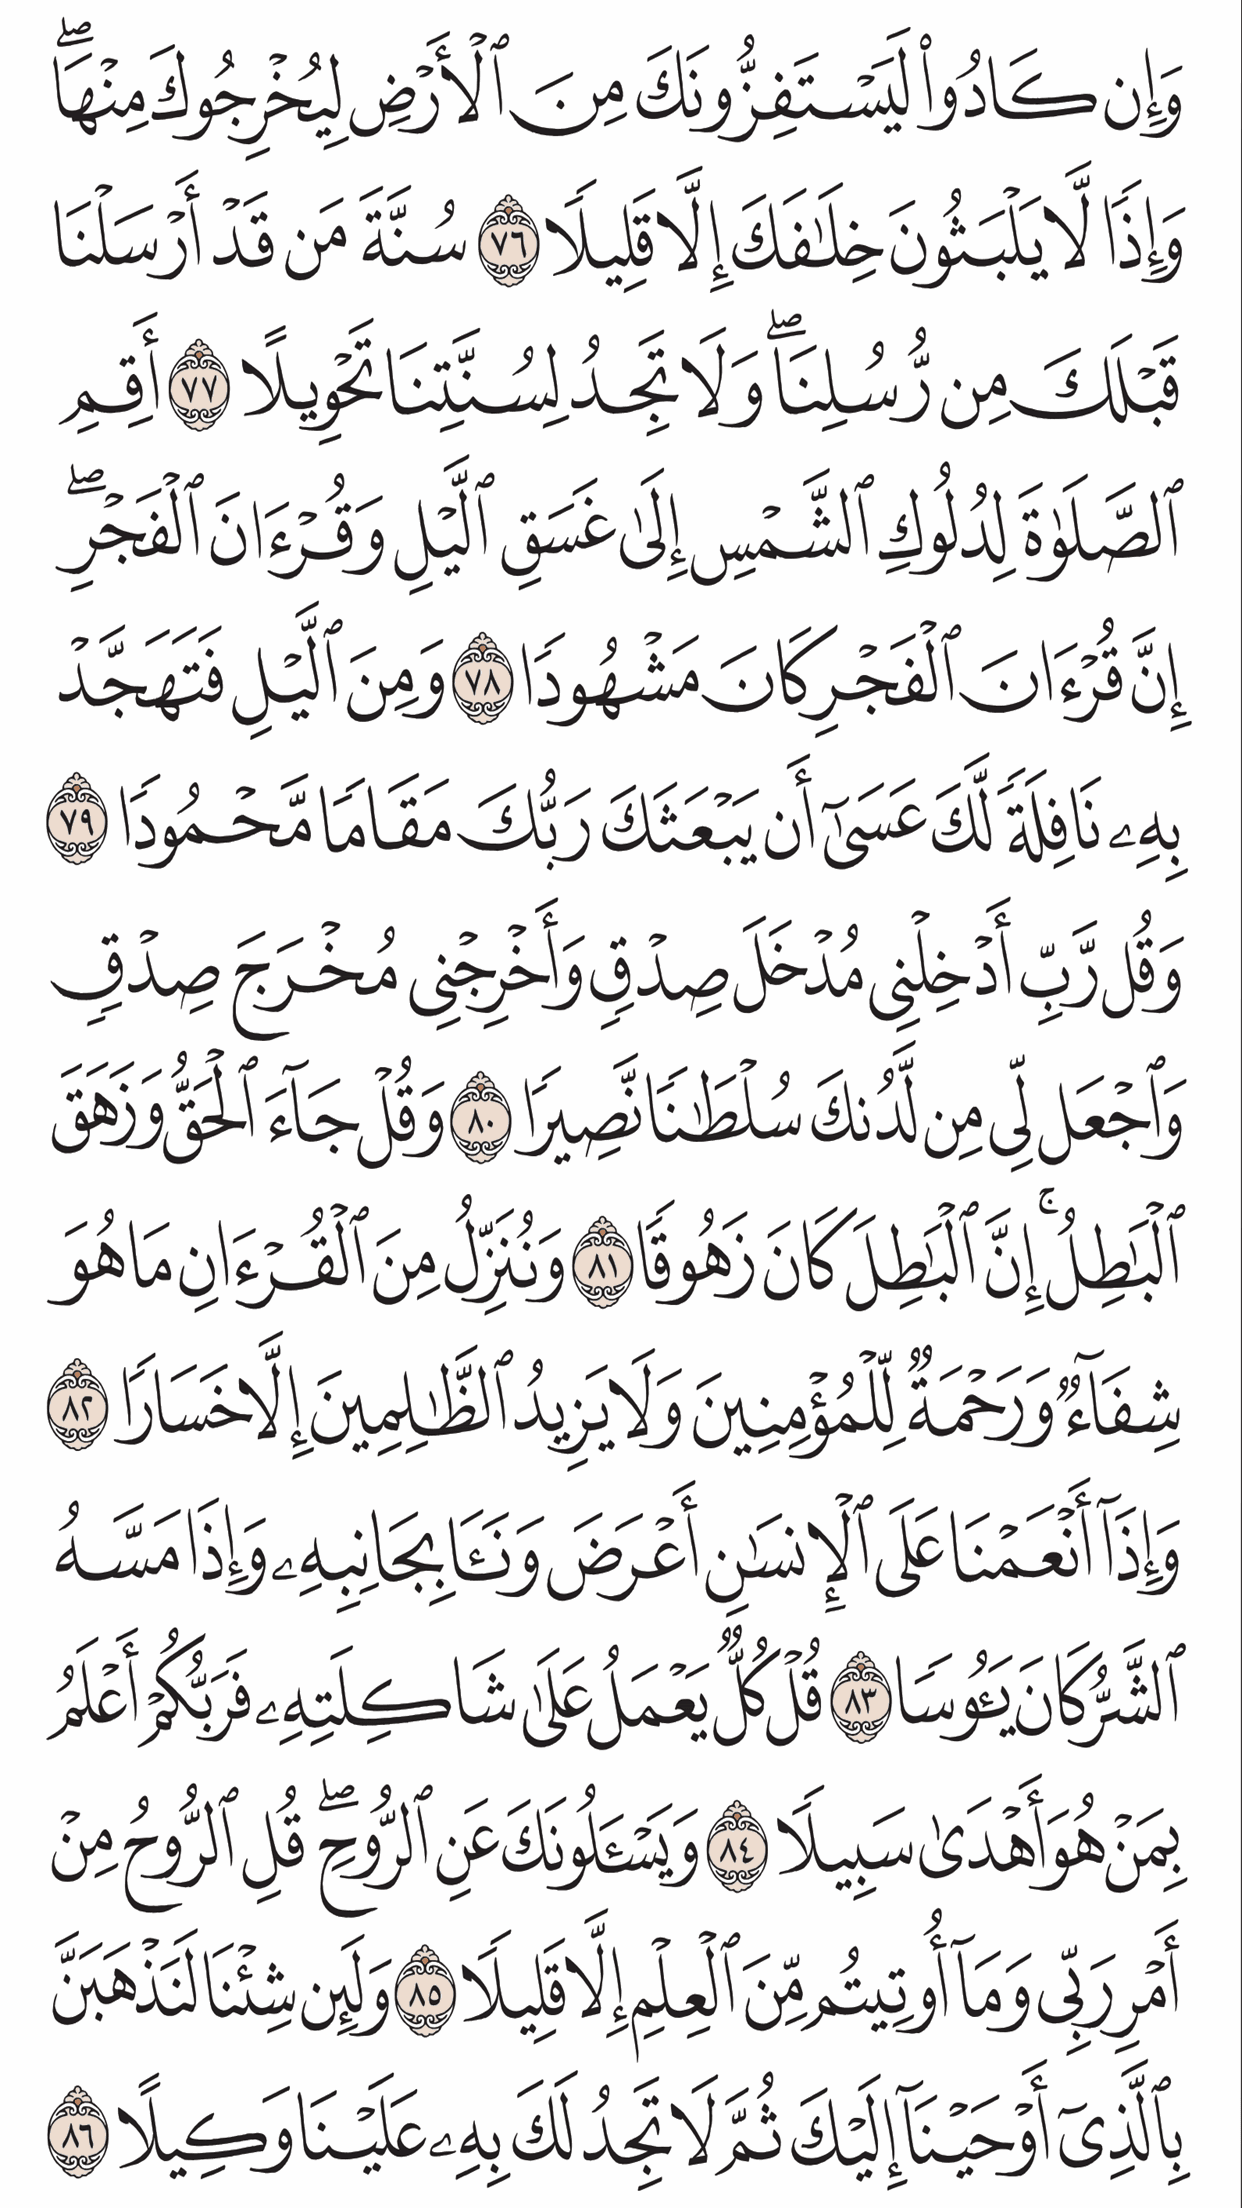 وَإِن كَادُوا۟ لَيَسْتَفِزُّونَكَ مِنَ ٱلْأَرْضِ لِيُخْرِجُوكَ مِنْهَا ۖ
وَإِذًا لَّا يَلْبَثُونَ خِلَـٰفَكَ إِلَّا قَلِيلًا ٧٦ سُنَّةَ مَن قَدْ أَرْسَلْنَا
قَبْلَكَ مِن رُّسُلِنَا ۖ وَلَا تَجِدُ لِسُنَّتِنَا تَحْوِيلًا ٧٧ أَقِمِ
ٱلصَّلَوٰةَ لِدُلُوكِ ٱلشَّمْسِ إِلَىٰ غَسَقِ ٱلَّيْلِ وَقُرْءَانَ ٱلْفَجْرِ ۖ
إِنَّ قُرْءَانَ ٱلْفَجْرِ كَانَ مَشْهُودًا ٧٨ وَمِنَ ٱلَّيْلِ فَتَهَجَّدْ
بِهِۦ نَافِلَةً لَّكَ عَسَىٰٓ أَن يَبْعَثَكَ رَبُّكَ مَقَامًا مَّحْمُودًا ٧٩
وَقُل رَّبِّ أَدْخِلْنِى مُدْخَلَ صِدْقٍ وَأَخْرِجْنِى مُخْرَجَ صِدْقٍ
وَٱجْعَل لِّى مِن لَّدُنكَ سُلْطَـٰنًا نَّصِيرًا ٨٠ وَقُلْ جَآءَ ٱلْحَقُّ وَزَهَقَ
ٱلْبَـٰطِلُ ۚ إِنَّ ٱلْبَـٰطِلَ كَانَ زَهُوقًا ٨١ وَنُنَزِّلُ مِنَ ٱلْقُرْءَانِ مَا هُوَ
شِفَآءٌ وَرَحْمَةٌ لِّلْمُؤْمِنِينَ وَلَا يَزِيدُ ٱلظَّـٰلِمِينَ إِلَّا خَسَارًا ٨٢
وَإِذَآ أَنْعَمْنَا عَلَى ٱلْإِنسَـٰنِ أَعْرَضَ وَنَـَٔا بِجَانِبِهِۦ وَإِذَا مَسَّهُ
ٱلشَّرُّ كَانَ يَـُٔوسًا ٨٣ قُلْ كُلٌّ يَعْمَلُ عَلَىٰ شَاكِلَتِهِۦ فَرَبُّكُمْ أَعْلَمُ
بِمَنْ هُوَ أَهْدَىٰ سَبِيلًا ٨٤ وَيَسْـَٔلُونَكَ عَنِ ٱلرُّوحِ ۖ قُلِ ٱلرُّوحُ مِنْ
أَمْرِ رَبِّى وَمَآ أُوتِيتُم مِّنَ ٱلْعِلْمِ إِلَّا قَلِيلًا ٨٥ وَلَئِن شِئْنَا لَنَذْهَبَنَّ
بِٱلَّذِىٓ أَوْحَيْنَآ إِلَيْكَ ثُمَّ لَا تَجِدُ لَكَ بِهِۦ عَلَيْنَا وَكِيلًا ٨٦